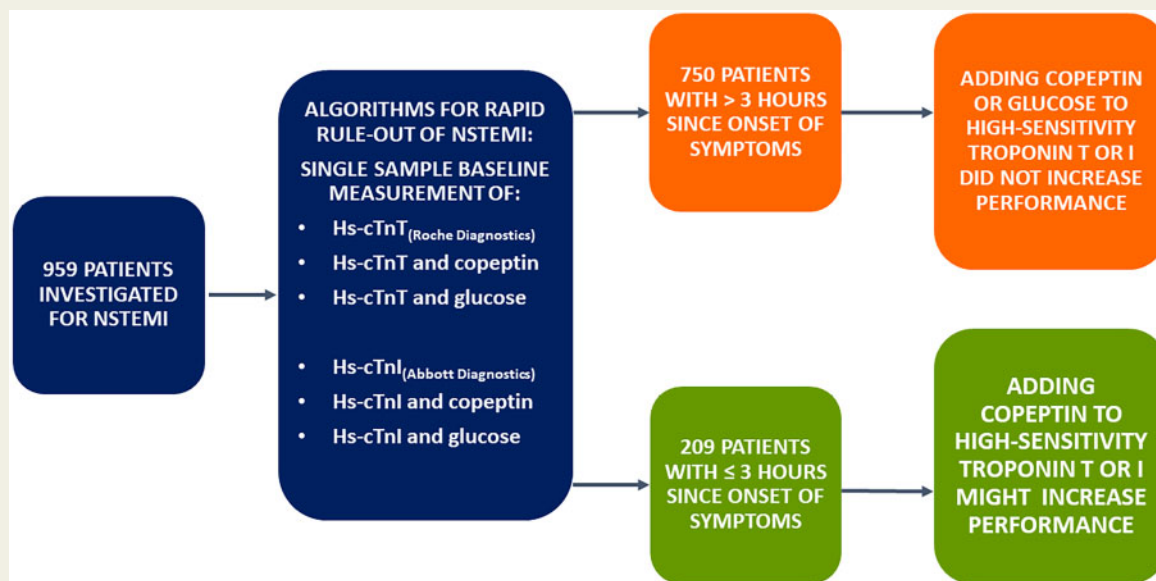 959 PATIENTS
INVESTIGATED
FOR NSTEMI
ALGORITHMS FOR RAPID
RULE-OUT OF NSTEMI:
SINGLE SAMPLE BASELINE
MEASUREMENT OF:
• Hs-cTnT(Roche Diagnostics)
• Hs-cTnT and copeptin
• Hs-cTnT and glucose
• Hs-cTnI(Abbott Diagnostics)
• Hs-cTnI and copeptin
• Hs-cTnI and glucose
750 PATIENTS
WITH > 3 HOURS
SINCE ONSET OF
SYMPTOMS
ADDING COPEPTIN
OR GLUCOSE TO
HIGH-SENSITIVITY
TROPONIN T OR I
DID NOT INCREASE
PERFORMANCE
209 PATIENTS
WITH ≤ 3 HOURS
SINCE ONSET OF
SYMPTOMS
ADDING
COPEPTIN TO
HIGH-SENSITIVITY
TROPONIN T OR I
MIGHT INCREASE
PERFORMANCE